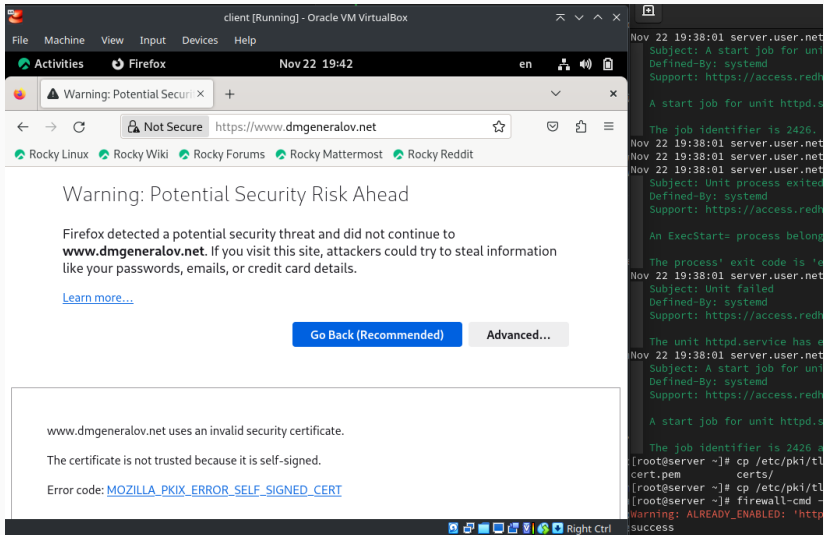 client [Running] - Oracle VM VirtualBox
File Machine View Input Devices Help
Activities Firefox Nov 22 19:42 en
Warning: Potential Securi
Not Secure https://www.dmgeneralov.net
Rocky Linux Rocky Wiki Rocky Forums Rocky Mattermost Rocky Reddit
Warning: Potential Security Risk Ahead
Firefox detected a potential security threat and did not continue to
www.dmgeneralov.net. If you visit this site, attackers could try to steal information
like your passwords, emails, or credit card details.
Learn more…
Go Back (Recommended) Advanced...
www.dmgeneralov.net uses an invalid security certificate.
The certificate is not trusted because it is self-signed.
Error code: MOZILLA_PKIX_ERROR_SELF_SIGNED_CERT
Right Ctrl
Nov 22 19:38:01 server.user.net
Subject: A start job for uni
Defined-By: systemd
Support: https://access.redh
A start job for unit httpd.s
The job identifier is 2426.
Nov 22 19:38:01 server.user.net
Nov 22 19:38:01 server.user.net
Nov 22 19:38:01 server.user.net
Subject: Unit process exited
Defined-By: systemd
Support: https://access.redh
An ExecStart= process belong
The process' exit code is 'e
Nov 22 19:38:01 server.user.net
Subject: Unit failed
Defined-By: systemd
Support: https://access.redh
The unit httpd.service has e
Nov 22 19:38:01 server.user.net
Subject: A start job for uni
Defined-By: systemd
Support: https://access.redh
A start job for unit httpd.s
The job identifier is 2426 a
[root@server ~]# cp /etc/pki/tl
cert.pem certs/
[root@server ~]# cp /etc/pki/tl
[root@server ~]# firewall-cmd -
Warning: ALREADY_ENABLED: 'http
success